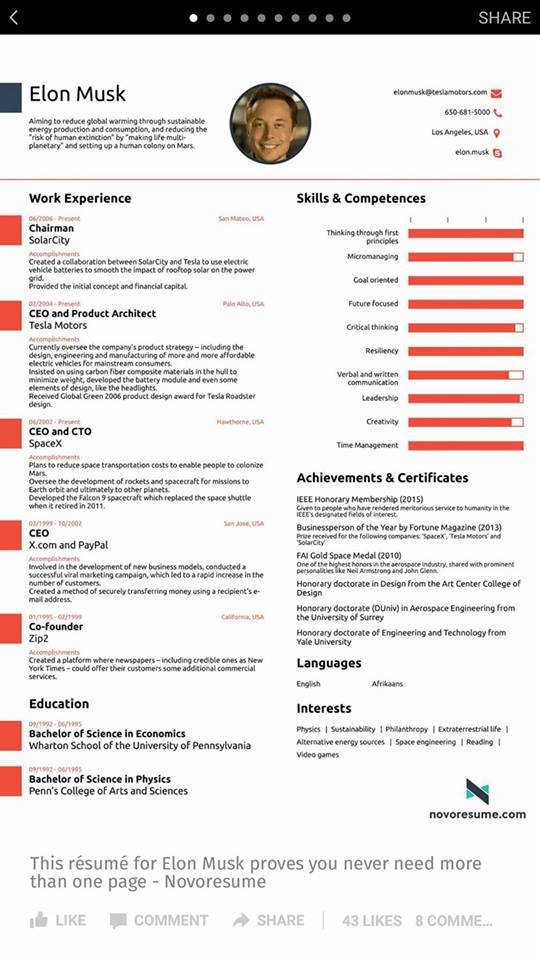 SHARE
Elon Musk
Aiming to reduce global warming through sustainable
energy production and consumption, and reducing the
"risk of human extinction" by "making life multi-
planetary" and setting up a human colony on Mars.
elonmusk@teslamotors.com
650-681-5000
Los Angeles, USA
elon.musk
Work Experience
06/2006 - Present San Mateo, USA
Chairman
SolarCity
Accomplishments
Created a collaboration between SolarCity and Tesla to use electric
vehicle batteries to smooth the impact of rooftop solar on the power
grid.
Provided the initial concept and financial capital.
02/2004 - Present Palo Alto, USA
CEO and Product Architect
Tesla Motors
Accomplishments
Currently oversee the company's product strategy – including the
design, engineering and manufacturing of more and more affordable
electric vehicles for mainstream consumers.
Insisted on using carbon fiber composite materials in the hull to
minimize weight, developed the battery module and even some
elements of design, like the headlights.
Received Global Green 2006 product design award for Tesla Roadster
design.
06/2002 - Present Hawthorne, USA
CEO and CTO
SpaceX
Accomplishments
Plans to reduce space transportation costs to enable people to colonize
Mars.
Oversee the development of rockets and spacecraft for missions to
Earth orbit and ultimately to other planets.
Developed the Falcon 9 spacecraft which replaced the space shuttle
when it retired in 2011.
03/1999 - 10/2002 San Jose, USA
CEO
X.com and PayPal
Accomplishments
Involved in the development of new business models, conducted a
successful viral marketing campaign, which led to a rapid increase in the
number of customers.
Created a method of securely transferring money using a recipient's e-
mail address.
01/1995 - 02/1999 California, USA
Co-founder
Zip2
Accomplishments
Created a platform where newspapers – including credible ones as New
York Times – could offer their customers some additional commercial
services.
Education
09/1992 - 06/1995
Bachelor of Science in Economics
Wharton School of the University of Pennsylvania
09/1992 - 06/1995
Bachelor of Science in Physics
Penn's College of Arts and Sciences
Skills & Competences
Thinking through first
principles
Micromanaging
Goal oriented
Future focused
Critical thinking
Resiliency
Verbal and written
communication
Leadership
Creativity
Time Management
Achievements & Certificates
IEEE Honorary Membership (2015)
Given to people who have rendered meritorious service to humanity in the
IEEE's designated fields of interest.
Businessperson of the Year by Fortune Magazine (2013)
Prize received for the following companies: 'SpaceX', 'Tesla Motors' and
'SolarCity'
FAI Gold Space Medal (2010)
One of the highest honors in the aerospace industry, shared with prominent
personalities like Neil Armstrong and John Glenn.
Honorary doctorate in Design from the Art Center College of
Design
Honorary doctorate (DUniv) in Aerospace Engineering from
the University of Surrey
Honorary doctorate of Engineering and Technology from
Yale University
Languages
English Afrikaans
Interests
Physics | Sustainability | Philanthropy | Extraterrestrial life |
Alternative energy sources | Space engineering | Reading |
Video games
novoresume.com
This résumé for Elon Musk proves you never need more
than one page - Novoresume
LIKE COMMENT SHARE | 43 LIKES 8 COMME...